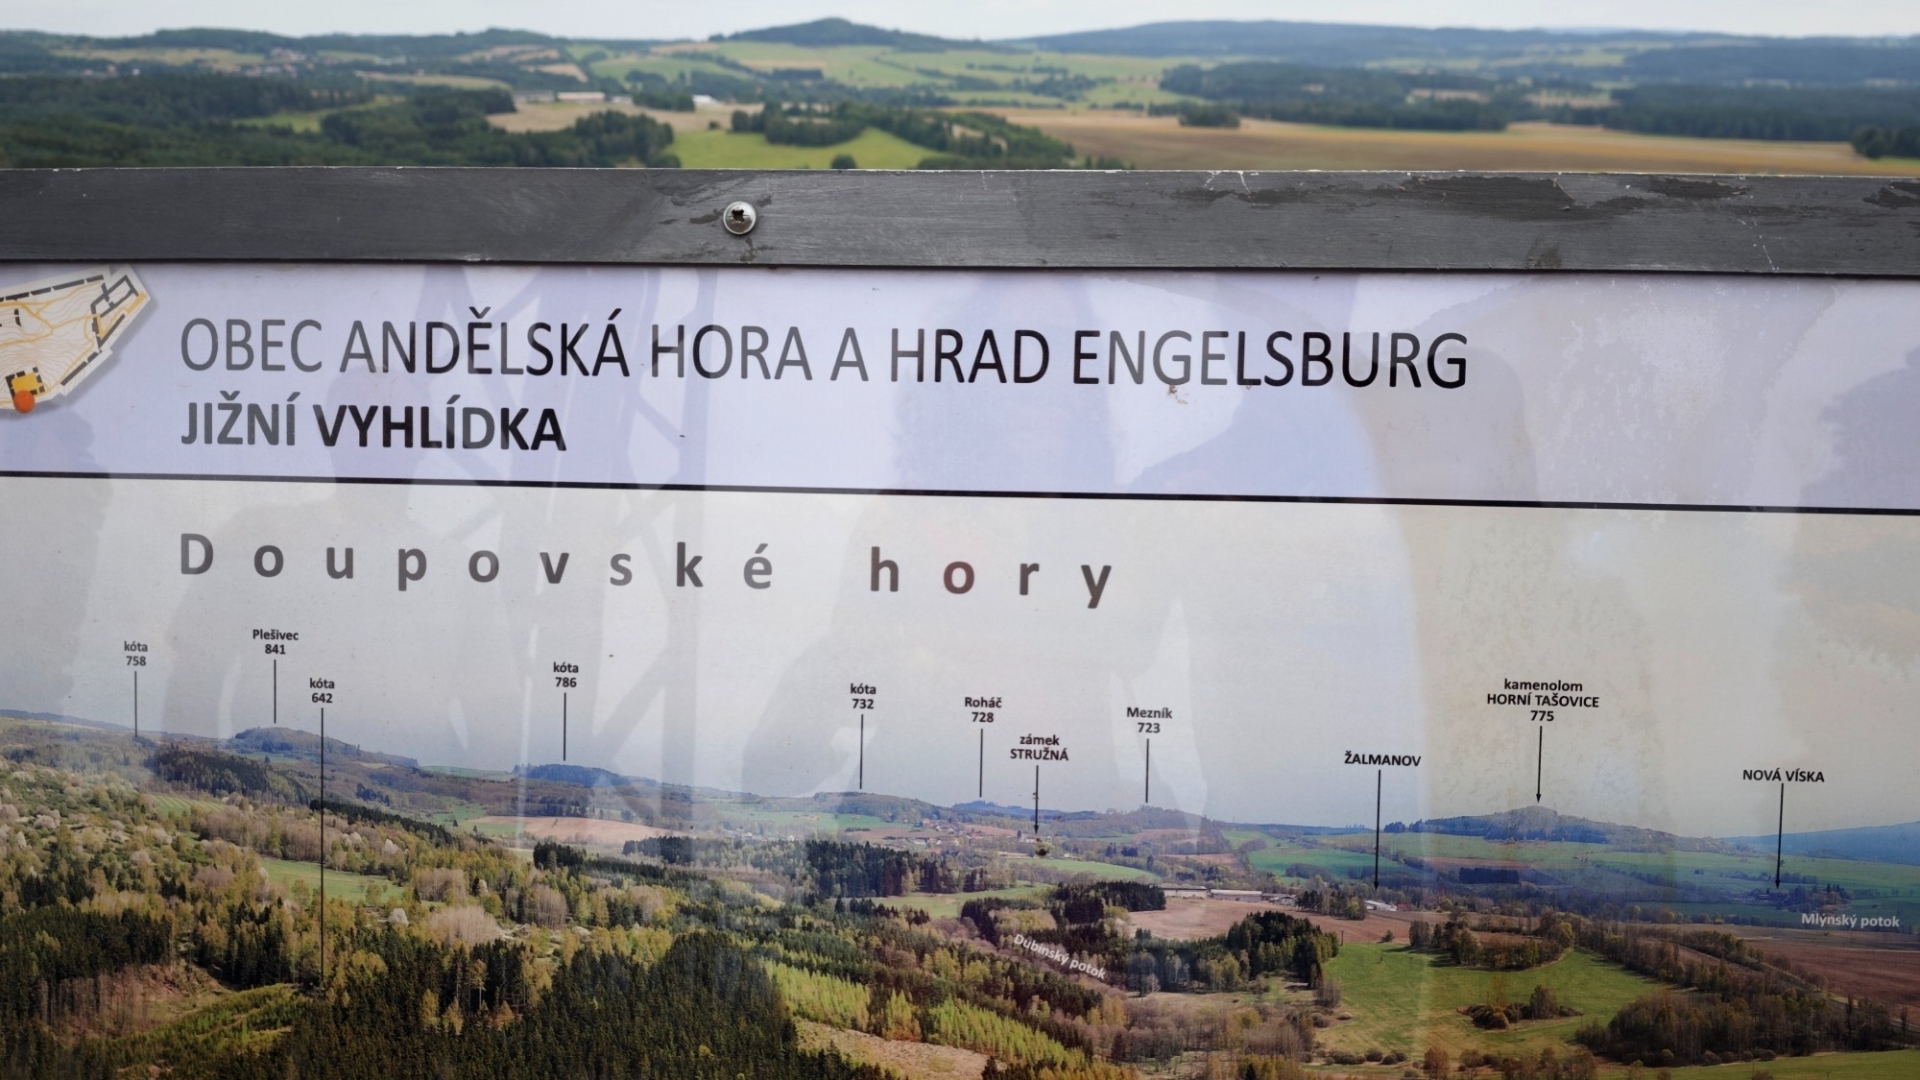 OBEC ANDĚLSKÁ HORA A HRAD ENGELSBURG
JIŽNÍ VYHLÍDKA
Doupovské hory
kóta
758
Plešivec
841
kóta
642
kóta
786
kóta
732
Roháč
728
zámek
STRUŽNÁ
Mezník
723
ŽALMANOV
kamenolom
HORNÍ TAŠOVICE
775
NOVÁ VÍSKA
Mlýnský potok
Dubinský potok